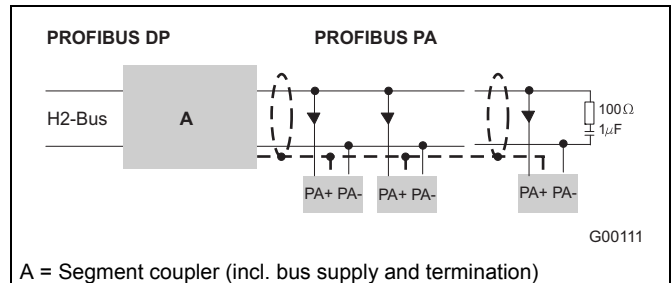 PROFIBUS DP PROFIBUS PA
H2-Bus A 100Ω
1µF
PA+ PA- PA+ PA- PA+ PA-
G00111
A = Segment coupler (incl. bus supply and termination)